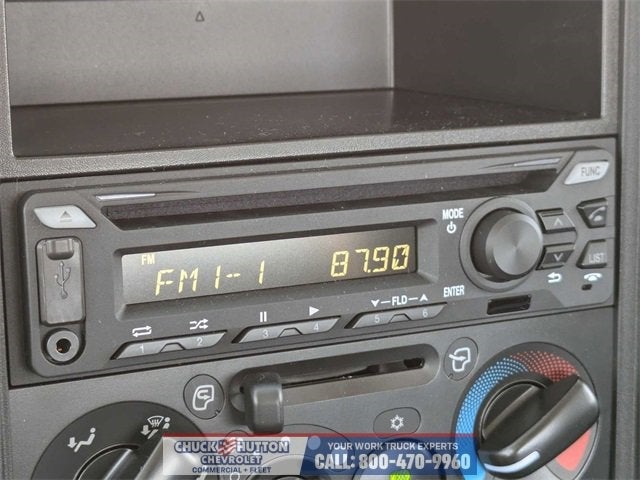 FUNC
MODE
FM
FM1--1 87.90
LIST
ENTER
FLD
1 2 3 4 5 6
CHUCK HUTTON
CHEVROLET
COMMERCIAL + FLEET
YOUR WORK TRUCK EXPERTS
CALL: 800-470-9960